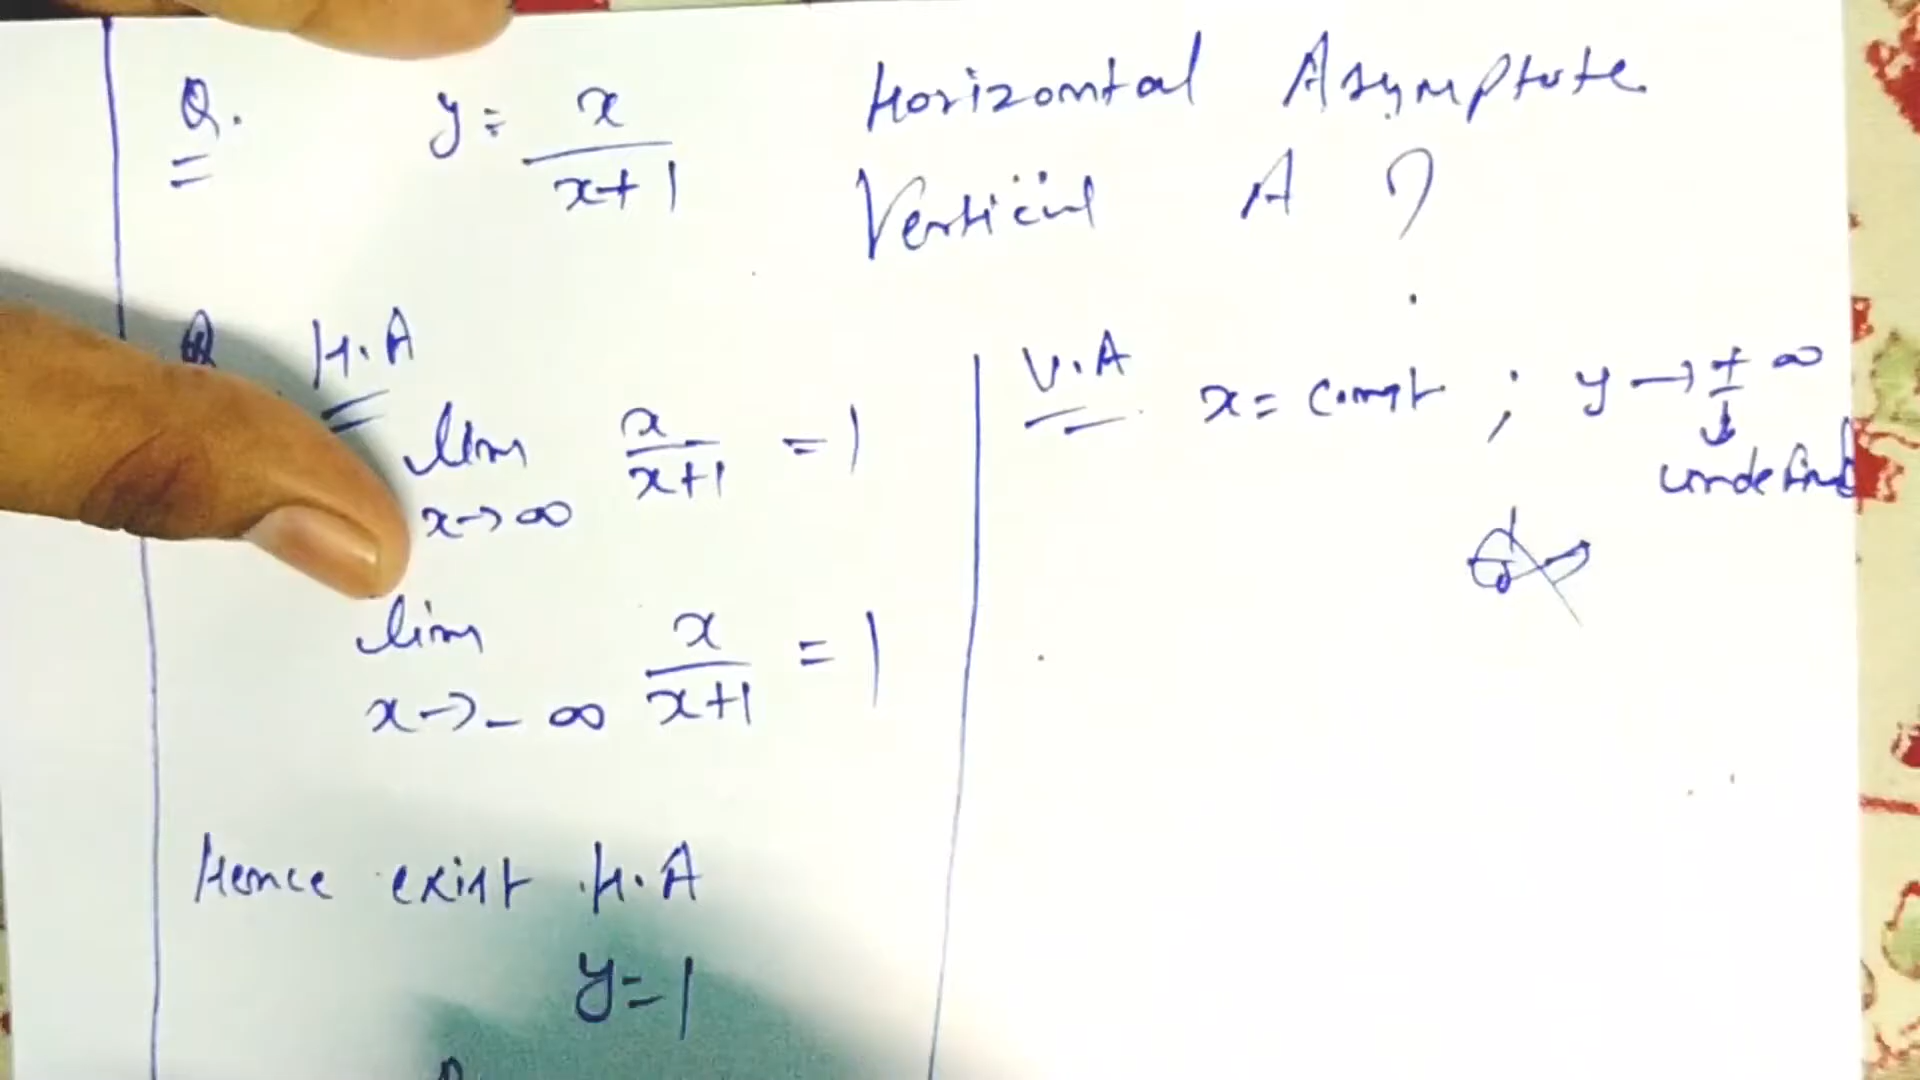 Q. y = x / x+1 Horizontal Asymptote
Vertical A ?
H.A
lim x→∞ x / x+1 = 1
lim x→-∞ x / x+1 = 1
Hence exist H.A
y=1
V.A x = const ; y → ± ∞
↓
undefined